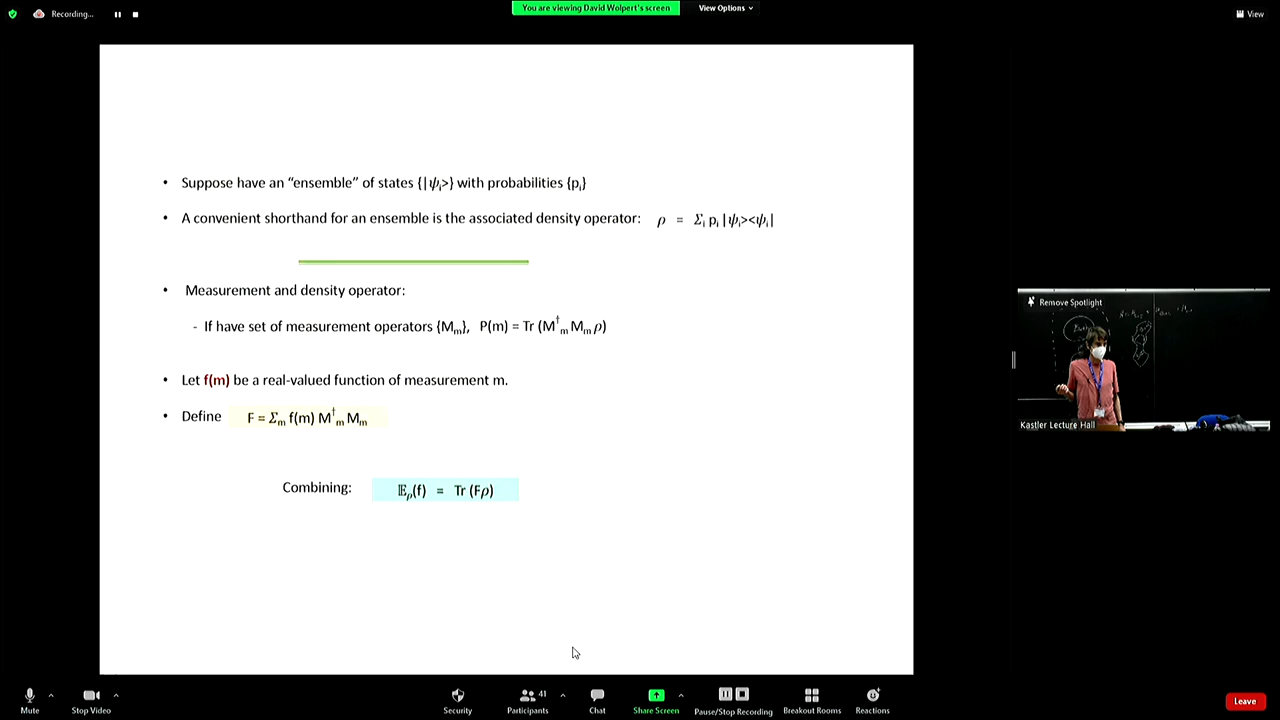 Recording...
You are viewing David Wolpert's screen
View Options
View
• Suppose have an “ensemble” of states {|ψᵢ>} with probabilities {pᵢ}
• A convenient shorthand for an ensemble is the associated density operator: ρ = Σᵢ pᵢ |ψᵢ><ψᵢ|
• Measurement and density operator:
- If have set of measurement operators {Mₘ}, P(m) = Tr (M†ₘ Mₘ ρ)
• Let f(m) be a real-valued function of measurement m.
• Define F = Σₘ f(m) M†ₘ Mₘ
Combining: 𝔼ᵨ(f) = Tr (Fρ)
Remove Spotlight
Kastler Lecture Hall
Mute
Stop Video
Security
Participants
41
Chat
Share Screen
Pause/Stop Recording
Breakout Rooms
Reactions
Leave